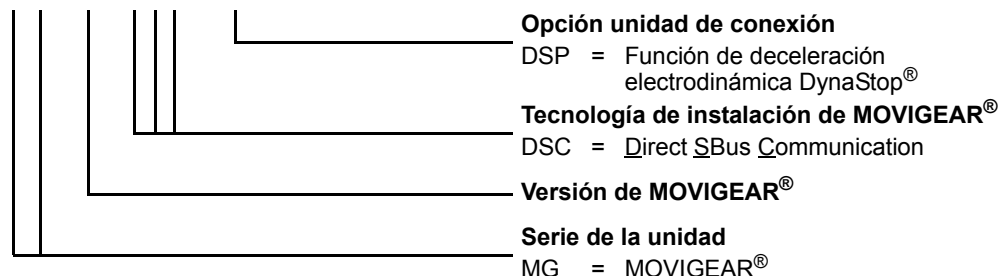 Opción unidad de conexión
DSP = Función de deceleración
electrodinámica DynaStop®
Tecnología de instalación de MOVIGEAR®
DSC = Direct SBus Communication
Versión de MOVIGEAR®
Serie de la unidad
MG = MOVIGEAR®